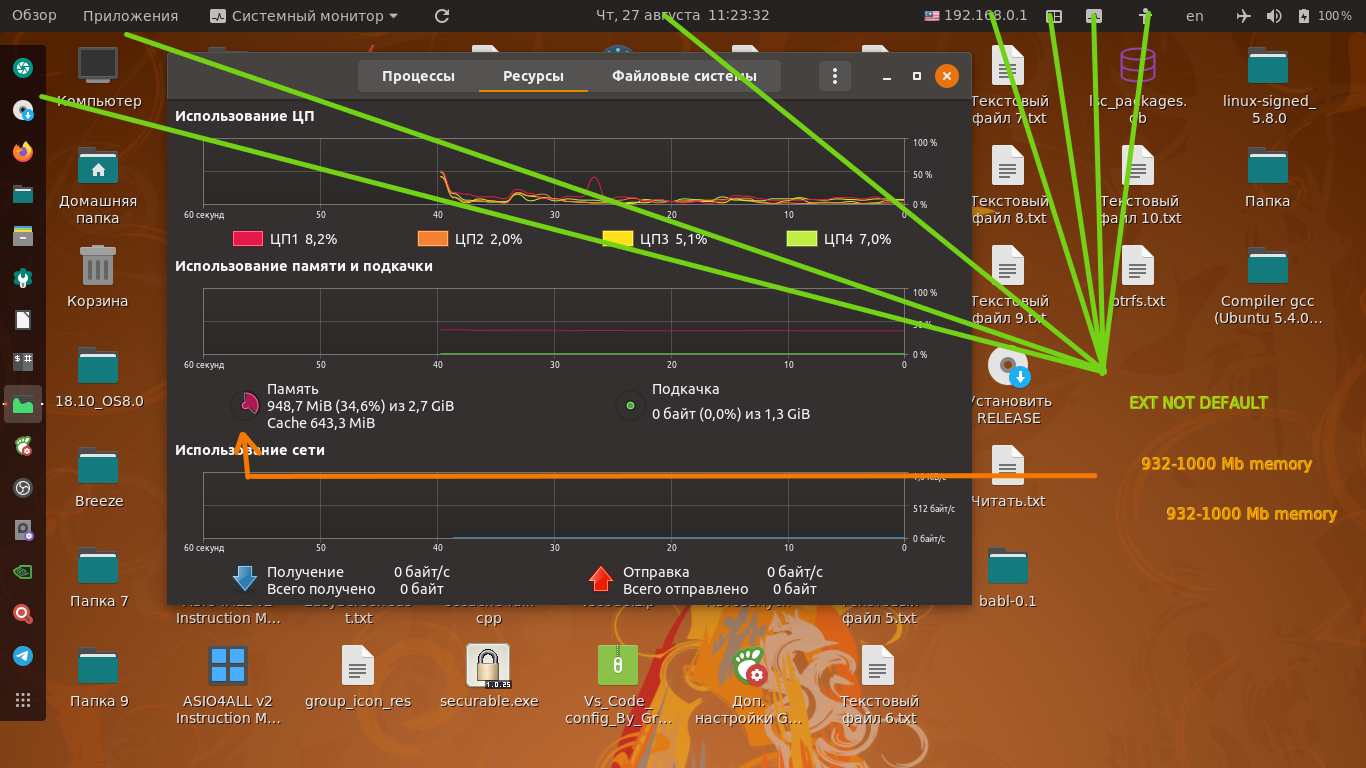 Обзор Приложения Системный монитор Чт, 27 августа 11:23:32 192.168.0.1 en 100 %
Процессы Ресурсы Файловые системы
Использование ЦП
100 %
50 %
0 %
60 секунд 50 40 30 20 10 0
ЦП1 8,2% ЦП2 2,0% ЦП3 5,1% ЦП4 7,0%
Использование памяти и подкачки
100 %
0 %
60 секунд 50 40 30 20 10 0
Память
948,7 MiB (34,6%) из 2,7 GiB
Cache 643,3 MiB
Подкачка
0 байт (0,0%) из 1,3 GiB
Использование сети
512 байт/с
0 байт/с
60 секунд 50 40 30 20 10 0
Получение 0 байт/с
Всего получено 0 байт
Отправка 0 байт/с
Всего отправлено 0 байт
Компьютер
Домашняя
папка
Корзина
18.10_OS8.0
Breeze
Папка 7
Папка 9
Instruction M...
ASIO4ALL v2
Instruction M...
t.txt
group_icon_res
cpp
securable.exe
1.0.25
Vs_Code_
config_By_Gr...
Доп.
настройки G...
файл 5.txt
Текстовый
файл 6.txt
Текстовый
файл 7.txt
Текстовый
файл 8.txt
Текстовый
файл 9.txt
Установить
RELEASE
Читать.txt
babl-0.1
lsc_packages.
db
Текстовый
файл 10.txt
btrfs.txt
linux-signed_
5.8.0
Папка
Compiler gcc
(Ubuntu 5.4.0...
EXT NOT DEFAULT
932-1000 Mb memory
932-1000 Mb memory